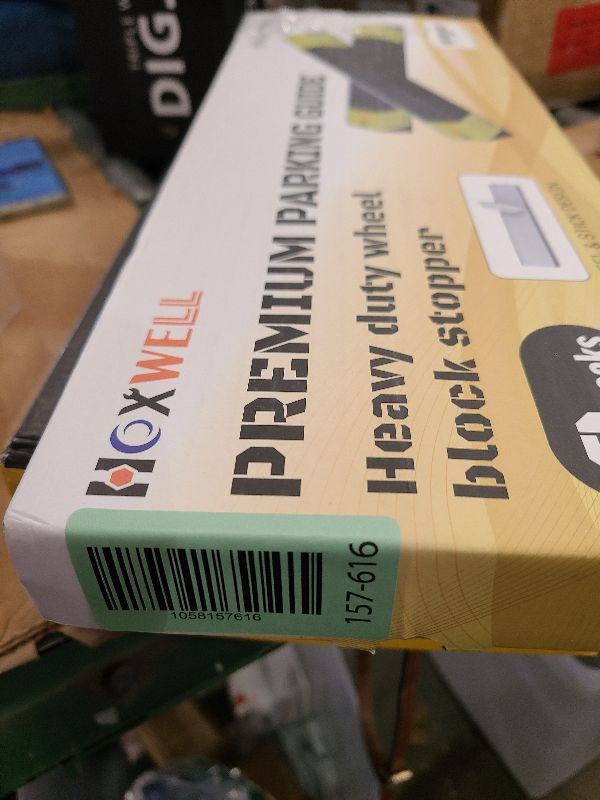 HOXWELL
PREMIUM PARKING GUIDE
Heavy duty wheel
block stopper
1058157616
157-616
DIG